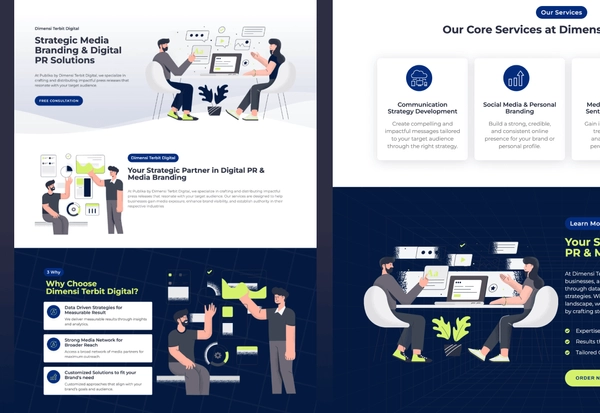 Dimensi Terbit Digital
Strategic Media
Branding & Digital
PR Solutions
At Publika by Dimensi Terbit Digital, we specialize in
crafting and distributing impactful press releases that
resonate with your target audience.
FREE CONSULTATION
Dimensi Terbit Digital
Your Strategic Partner in Digital PR &
Media Branding
At Publika by Dimensi Terbit Digital, we specialize in crafting and distributing impactful
press releases that resonate with your target audience. Our services are designed to help
businesses gain media exposure, enhance brand visibility, and establish authority in their
respective industries.
3 Why
Why Choose
Dimensi Terbit Digital?
Data Driven Strategies for
Measurable Result
We deliver measurable results through insights
and analytics.
Strong Media Network for
Broader Reach
Access a broad network of media partners for
maximum outreach.
Customized Solutions to fit your
Brand's need
Customized approaches that align with your
brand's goals and audience.
Our Services
Our Core Services at Dimens
Communication
Strategy Development
Create compelling and
impactful messages tailored
to your target audience
through the right strategy.
Social Media & Personal
Branding
Build a strong, credible,
and consistent online
presence for your brand or
personal profile.
Med
Sent
Gain i
tre
an
pe
Learn Mo
Your S
PR & M
At Dimensi Te
businesses, a
through data
strategies. Wi
landscape, w
by crafting st
Expertise
Results th
Tailored C
ORDER N